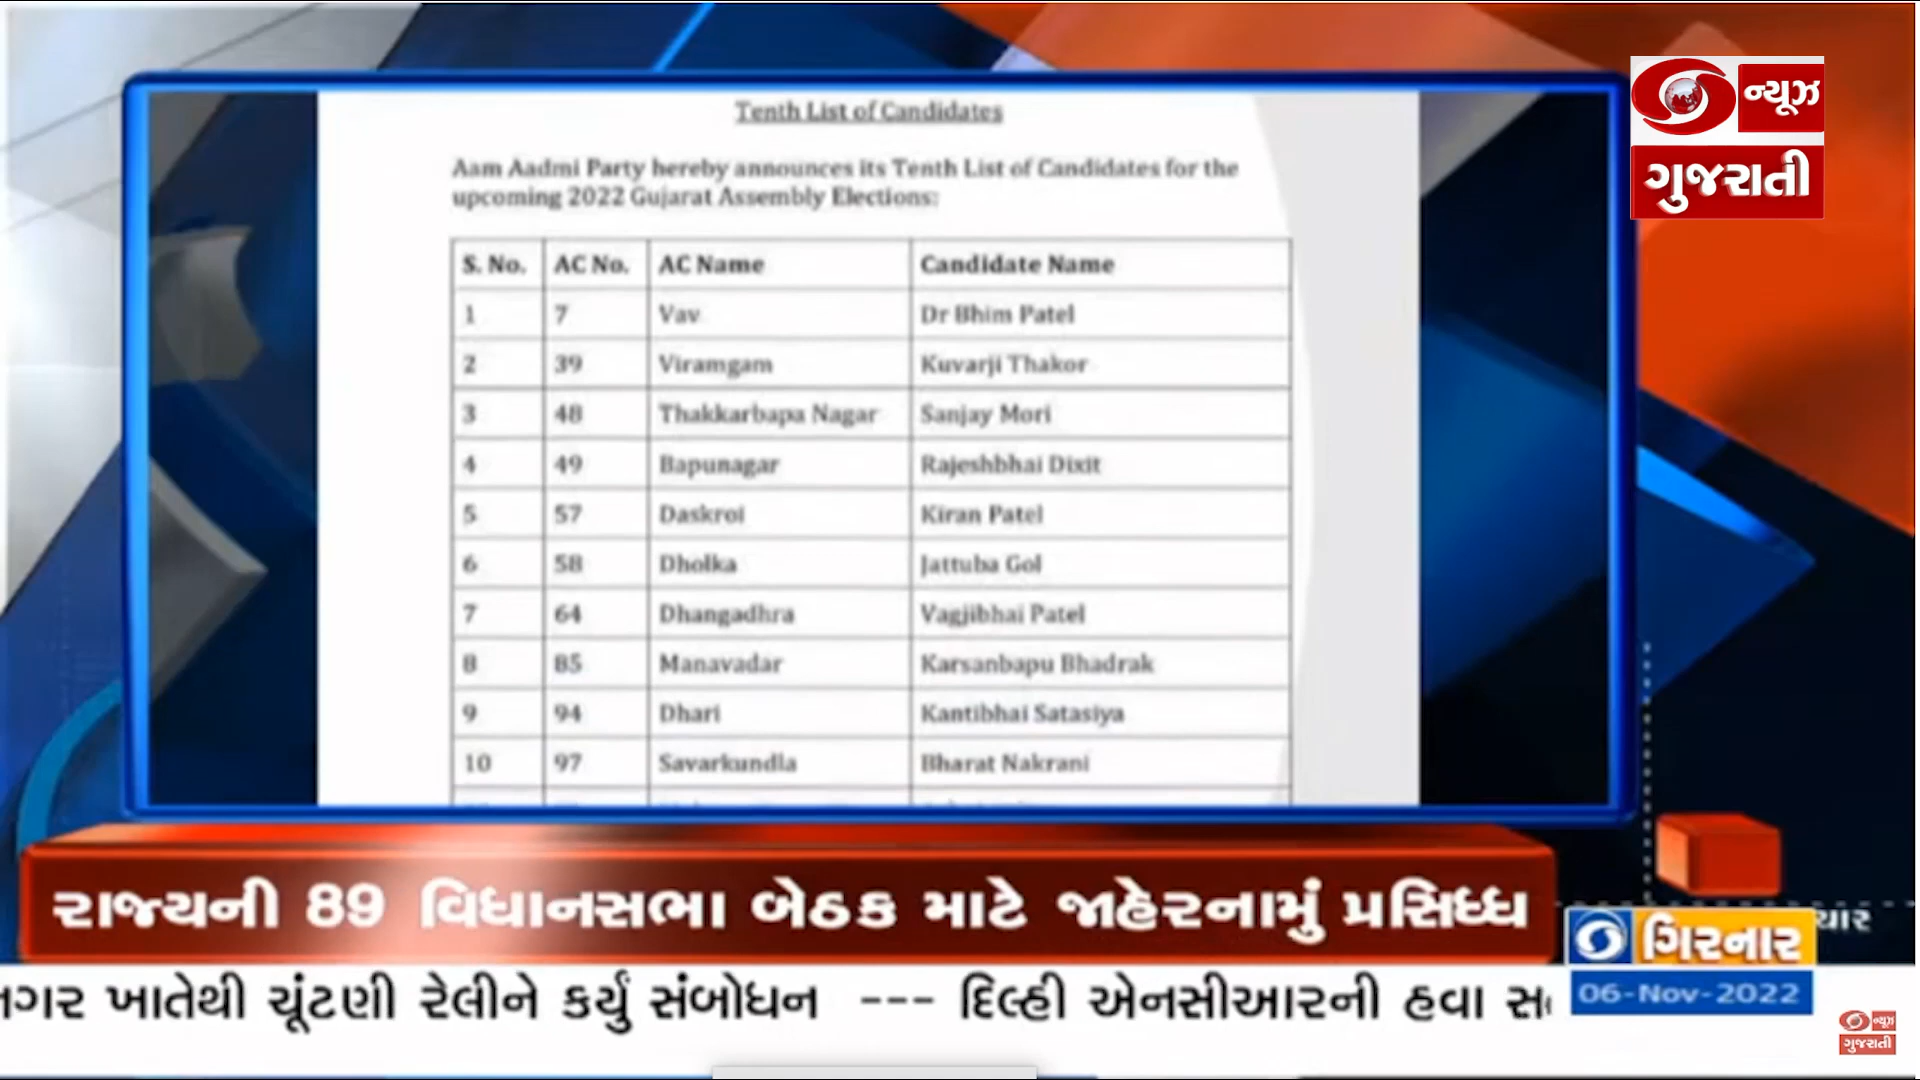 ન્યૂઝ
ગુજરાતી
Tenth List of Candidates
Aam Aadmi Party hereby announces its Tenth List of Candidates for the
upcoming 2022 Gujarat Assembly Elections:
S. No. AC No. AC Name Candidate Name
1 7 Vav Dr Bhim Patel
2 39 Viramgam Kuvarji Thakor
3 48 Thakkarbapa Nagar Sanjay Mori
4 49 Bapunagar Rajeshbhai Dixit
5 57 Daskroi Kiran Patel
6 58 Dholka Jattuba Gol
7 64 Dhangadhra Vagjibhai Patel
8 85 Manavadar Karsanbapu Bhadrak
9 94 Dhari Kantibhai Satasiya
10 97 Savarkundla Bharat Nakrani
રાજ્યની 89 વિધાનસભા બેઠક માટે જાહેરનામું પ્રસિધ્ધ
ગિરનાર
ખાતેથી ચૂંટણી રેલીને કર્યું સંબોધન --- દિલ્હી એનસીઆરની હવા
06-Nov-2022
ન્યૂઝ
ગુજરાતી